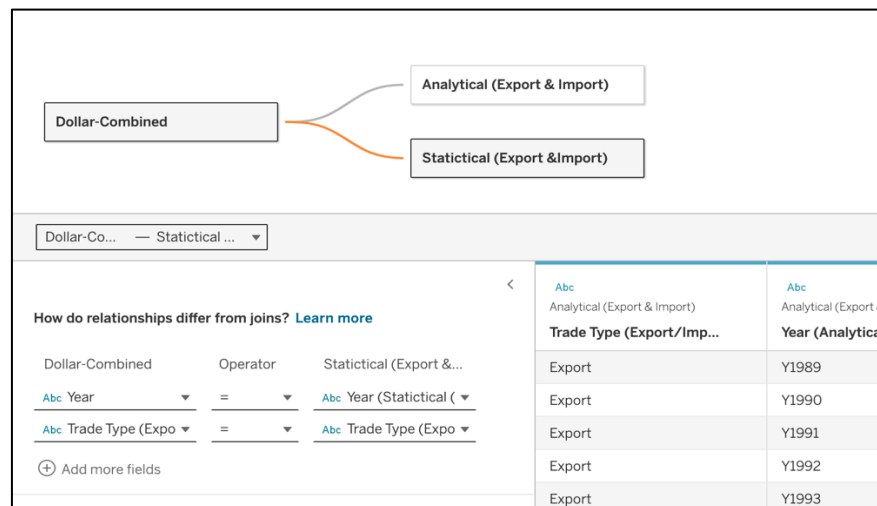 Analytical (Export & Import)
Dollar-Combined
Statictical (Export &Import)
Dollar-Co... — Statictical ...
How do relationships differ from joins? Learn more
Dollar-Combined Operator Statictical (Export &...
Abc Year = Abc Year (Statictical (
Abc Trade Type (Expo = Abc Trade Type (Expo
Add more fields
Abc Abc
Analytical (Export & Import) Analytical (Export &
Trade Type (Export/Imp... Year (Analytica
Export Y1989
Export Y1990
Export Y1991
Export Y1992
Export Y1993